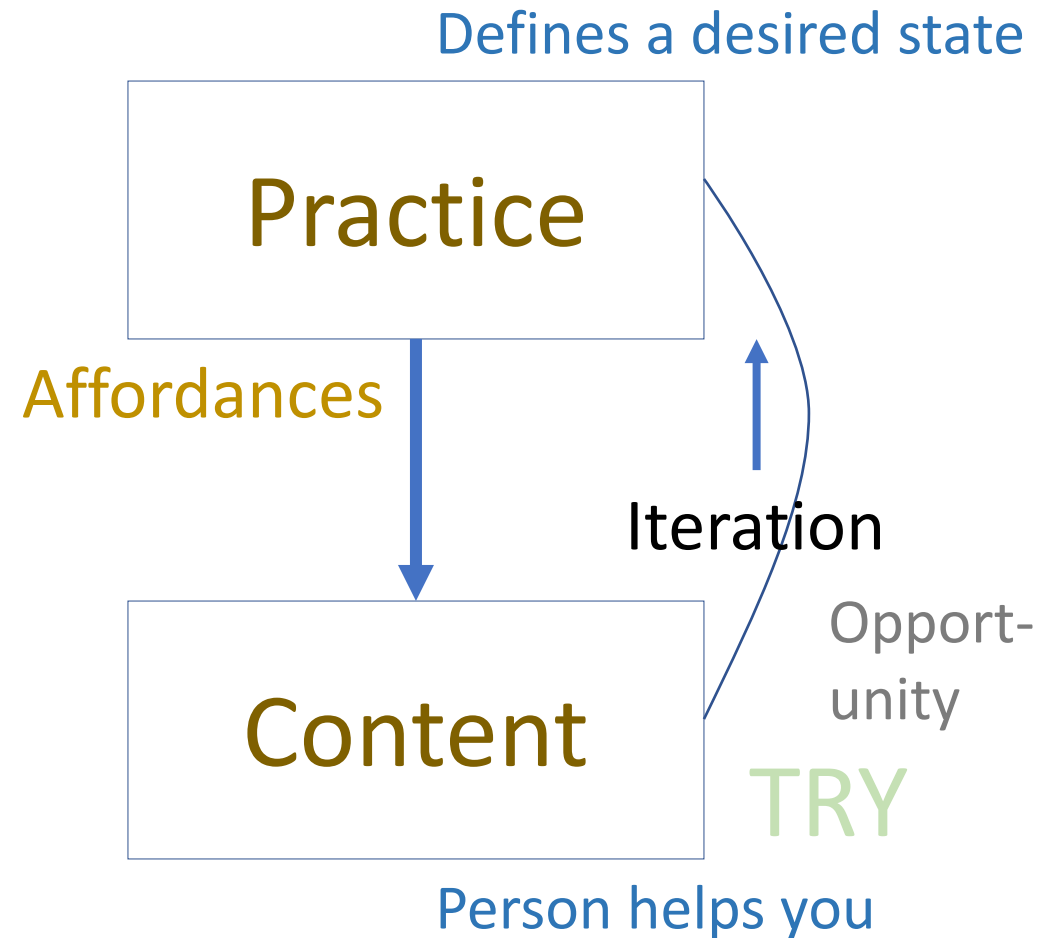 Defines a desired state
Practice
Affordances
Iteration
Opport-
unity
Content
TRY
Person helps you